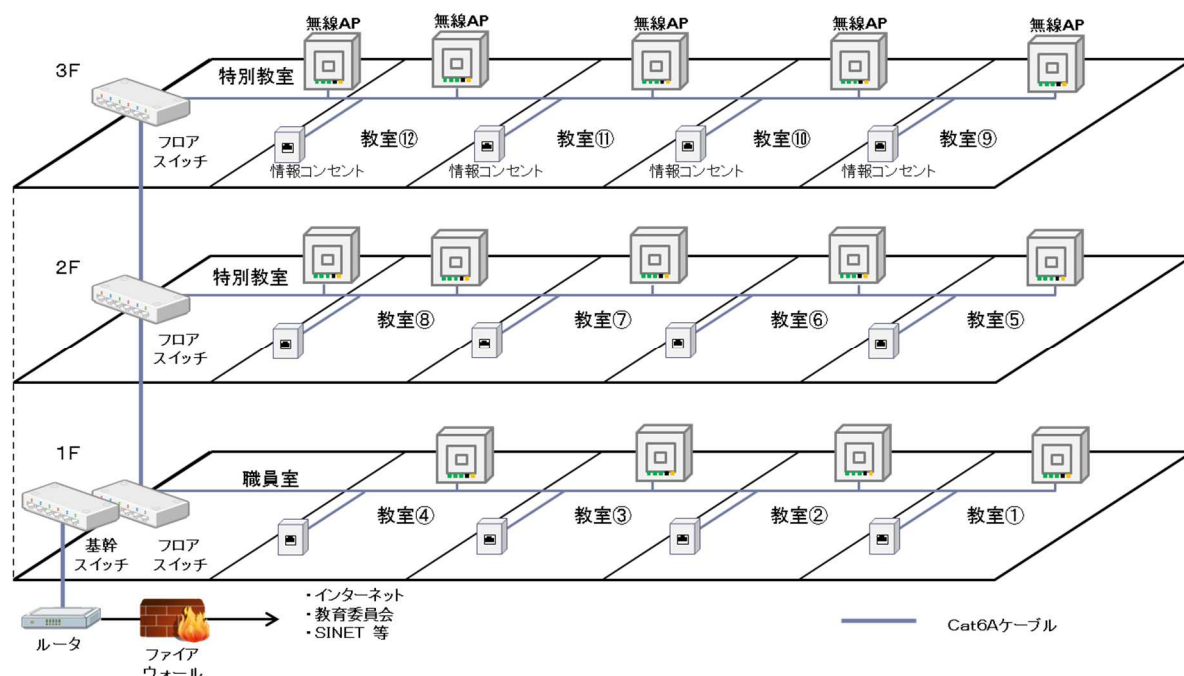 無線AP
無線AP
無線AP
無線AP
無線AP
3F
特別教室
フロア
スイッチ
教室⑫
教室⑪
教室⑩
教室⑨
情報コンセント
情報コンセント
情報コンセント
情報コンセント
2F
特別教室
フロア
スイッチ
教室⑧
教室⑦
教室⑥
教室⑤
1F
職員室
教室④
教室③
教室②
教室①
基幹
スイッチ
フロア
スイッチ
・インターネット
・教育委員会
・SINET 等
ルータ
ファイア
ウォール
Cat6Aケーブル